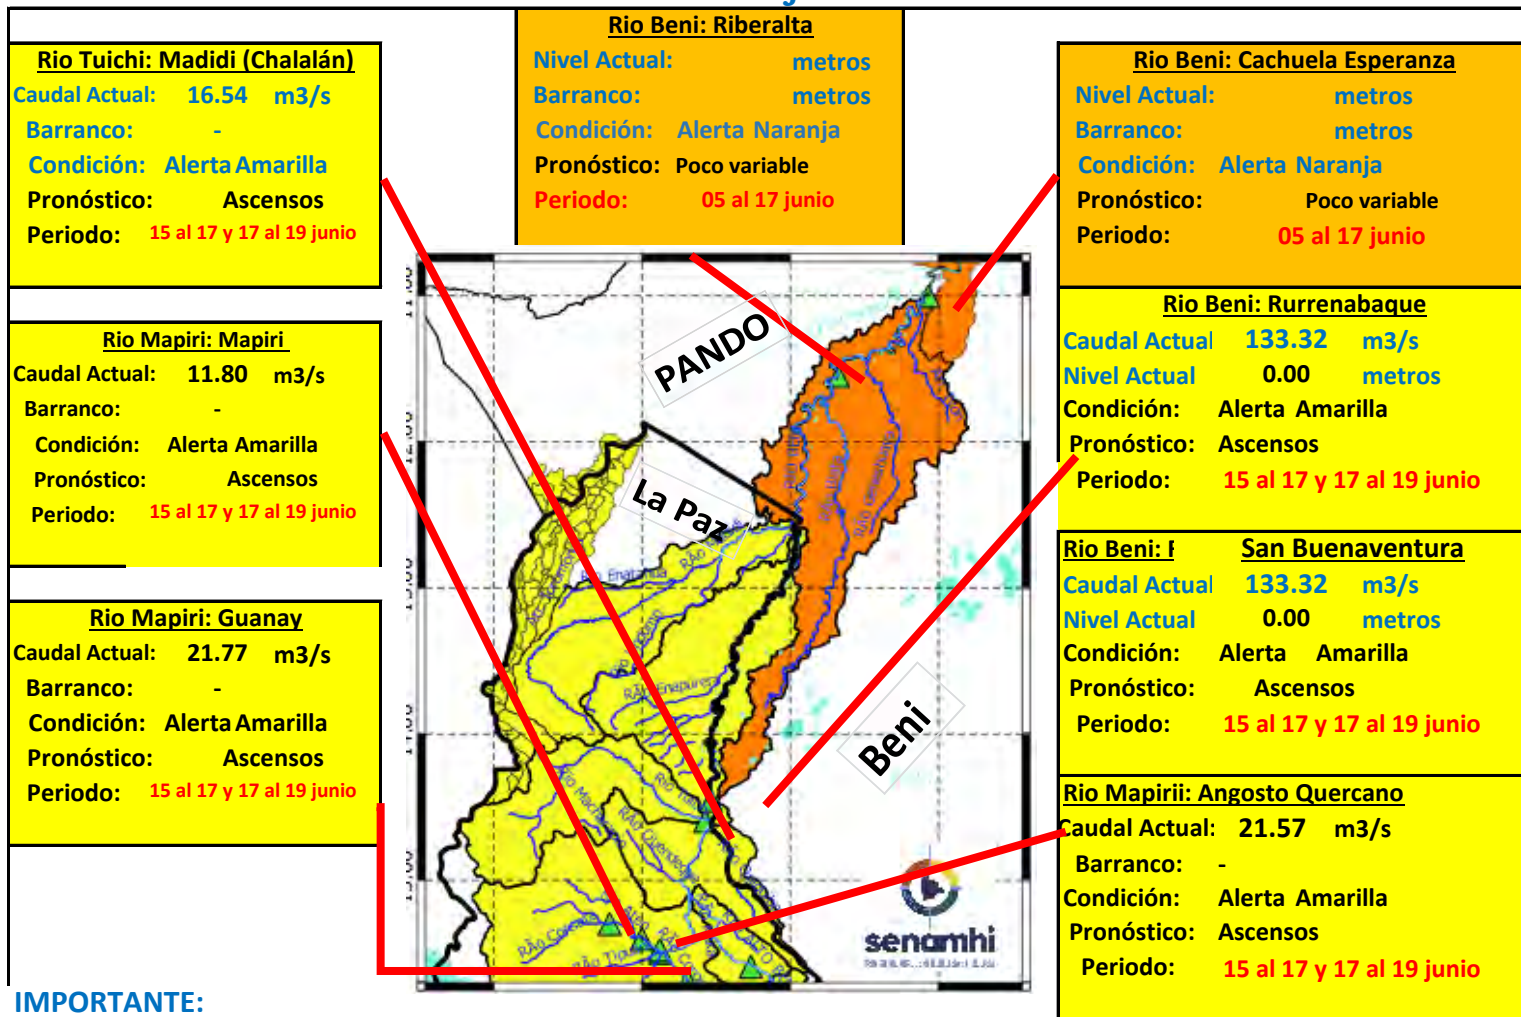 Rio Tuichi: Madidi (Chalalán)
Caudal Actual: 16.54 m3/s
Barranco: -
Condición: Alerta Amarilla
Pronóstico: Ascensos
Periodo: 15 al 17 y 17 al 19 junio
Rio Mapiri: Mapiri
Caudal Actual: 11.80 m3/s
Barranco: -
Condición: Alerta Amarilla
Pronóstico: Ascensos
Periodo: 15 al 17 y 17 al 19 junio
Rio Mapiri: Guanay
Caudal Actual: 21.77 m3/s
Barranco: -
Condición: Alerta Amarilla
Pronóstico: Ascensos
Periodo: 15 al 17 y 17 al 19 junio
Rio Beni: Riberalta
Nivel Actual: metros
Barranco: metros
Condición: Alerta Naranja
Pronóstico: Poco variable
Periodo: 05 al 17 junio
Rio Beni: Cachuela Esperanza
Nivel Actual: metros
Barranco: metros
Condición: Alerta Naranja
Pronóstico: Poco variable
Periodo: 05 al 17 junio
Rio Beni: Rurrenabaque
Caudal Actual 133.32 m3/s
Nivel Actual 0.00 metros
Condición: Alerta Amarilla
Pronóstico: Ascensos
Periodo: 15 al 17 y 17 al 19 junio
Rio Beni: San Buenaventura
Caudal Actual 133.32 m3/s
Nivel Actual 0.00 metros
Condición: Alerta Amarilla
Pronóstico: Ascensos
Periodo: 15 al 17 y 17 al 19 junio
Rio Mapirii: Angosto Quercano
Caudal Actual: 21.57 m3/s
Barranco: -
Condición: Alerta Amarilla
Pronóstico: Ascensos
Periodo: 15 al 17 y 17 al 19 junio
PANDO
La Paz
Beni
RÃo Enapurera
senamhi
IMPORTANTE: